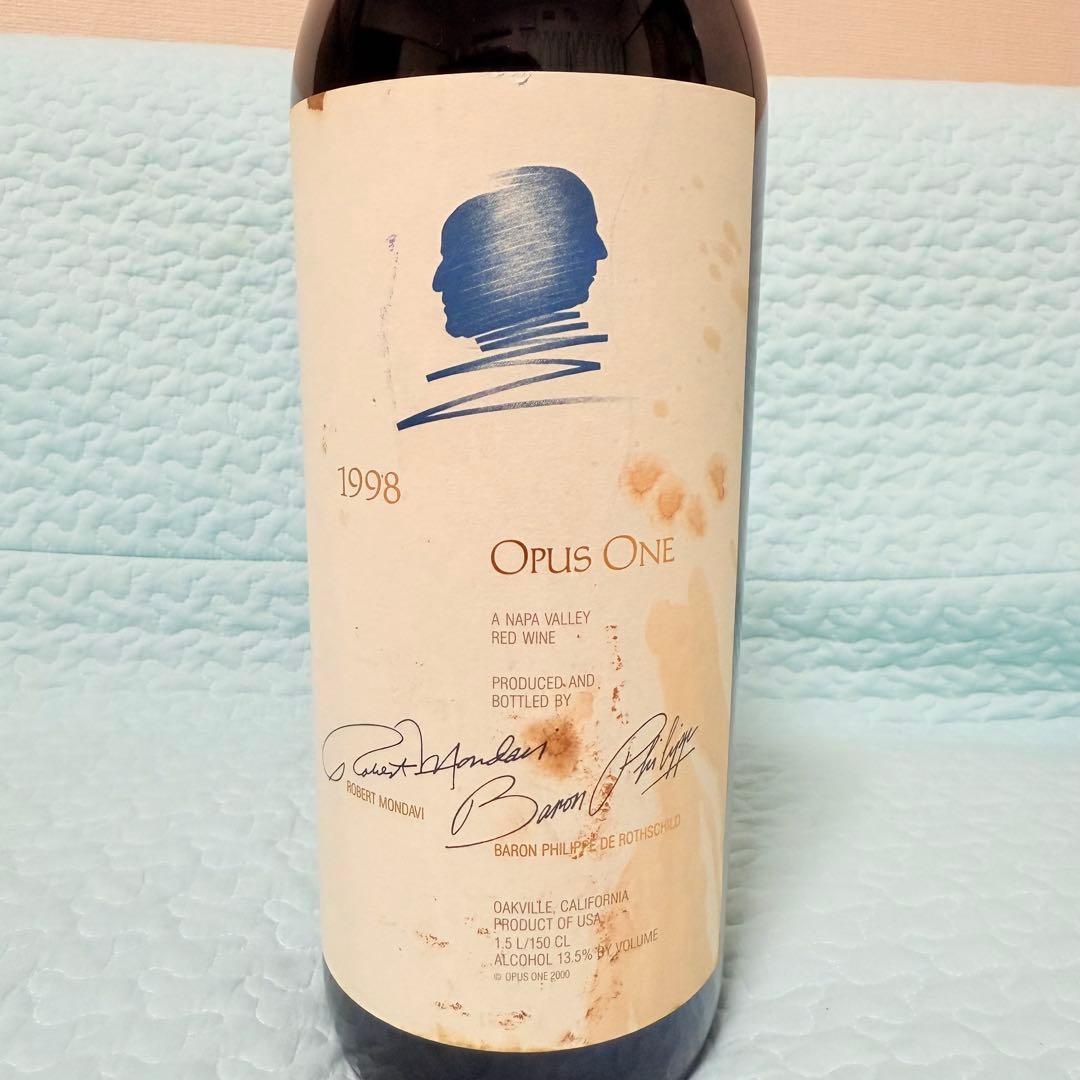 1998
OPUS ONE
A NAPA VALLEY
RED WINE
PRODUCED AND
BOTTLED BY
Robert Mondavi
ROBERT MONDAVI
Baron Philippe
BARON PHILIPPE DE ROTHSCHILD
OAKVILLE, CALIFORNIA
PRODUCT OF USA
1.5 L/150 CL
ALCOHOL 13.5% BY VOLUME
© OPUS ONE 2000